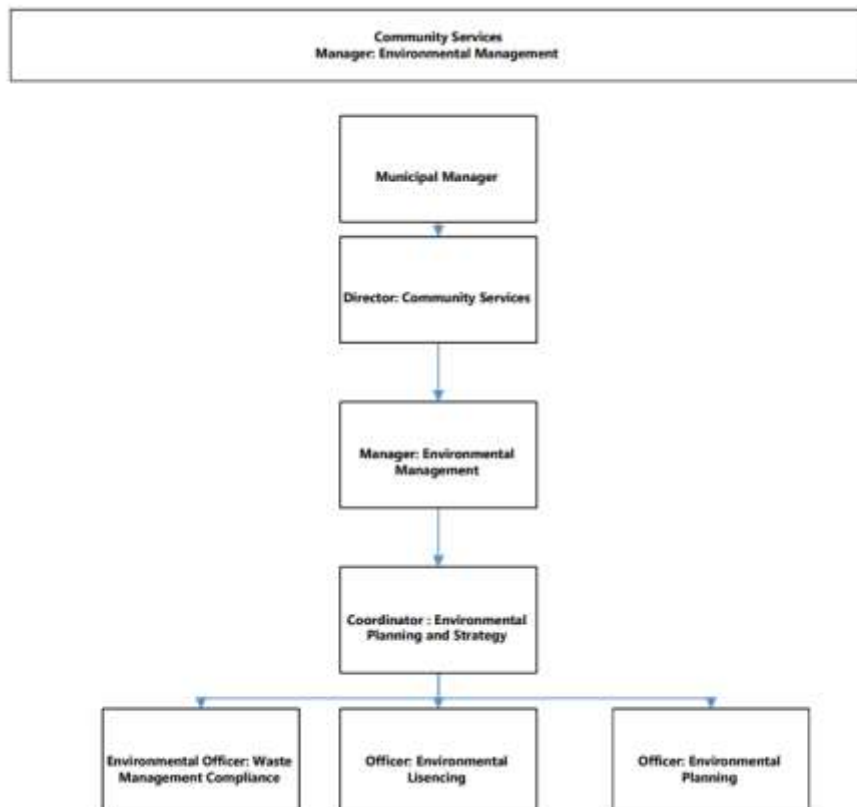 Community Services
Manager: Environmental Management
Municipal Manager
Director: Community Services
Manager: Environmental
Management
Coordinator : Environmental
Planning and Strategy
Environmental Officer: Waste
Management Compliance
Officer: Environmental
Lisencing
Officer: Environmental
Planning